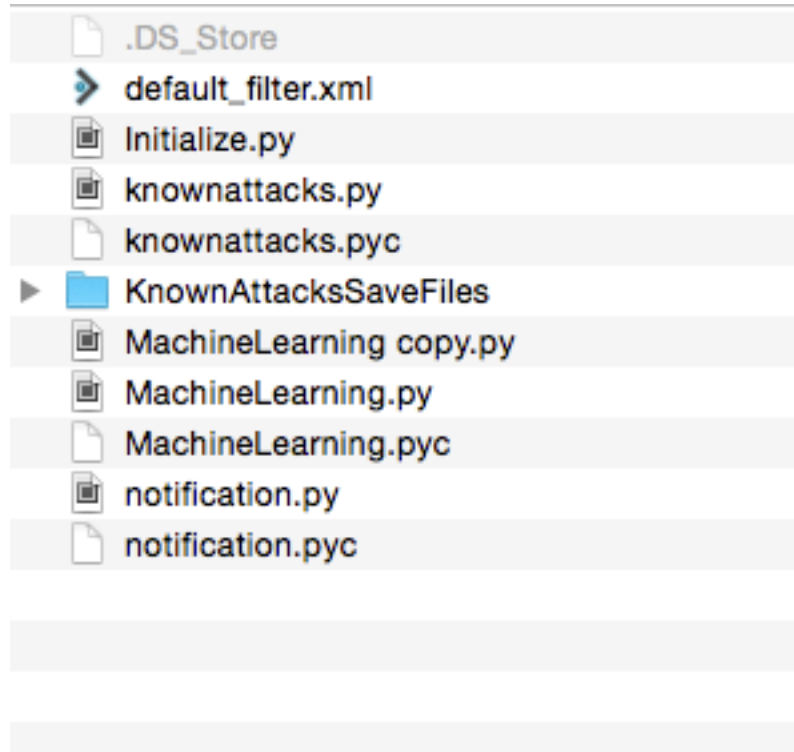 .DS_Store
default_filter.xml
Initialize.py
knownattacks.py
knownattacks.pyc
KnownAttacksSaveFiles
MachineLearning copy.py
MachineLearning.py
MachineLearning.pyc
notification.py
notification.pyc